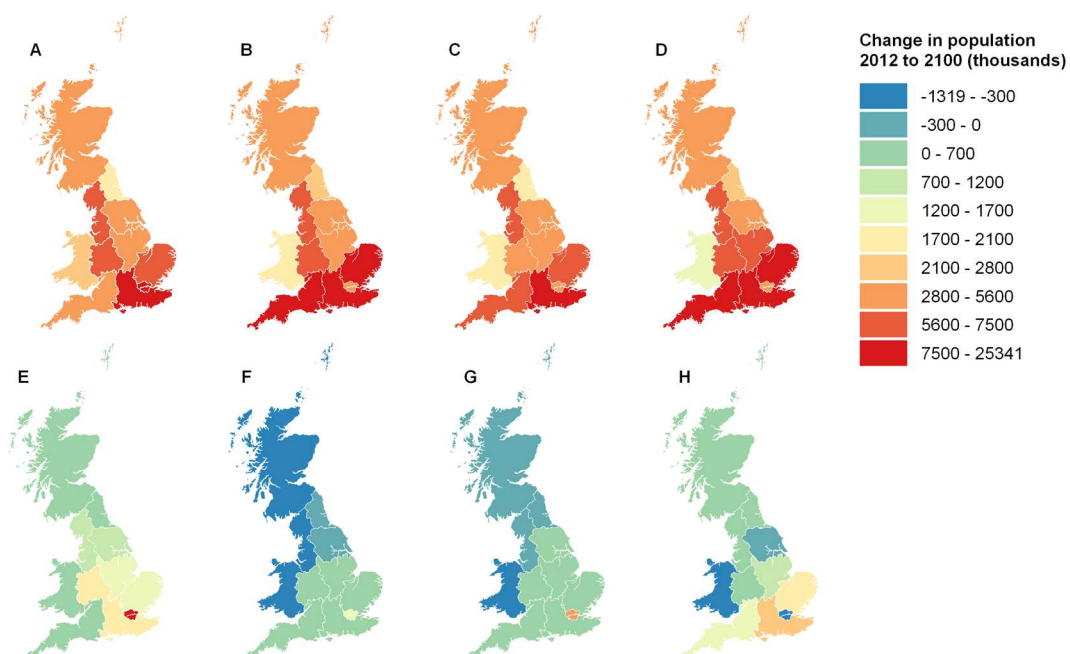 A
B
C
D
Change in population
2012 to 2100 (thousands)
-1319 - -300
-300 - 0
0 - 700
700 - 1200
1200 - 1700
1700 - 2100
2100 - 2800
2800 - 5600
5600 - 7500
7500 - 25341
E
F
G
H